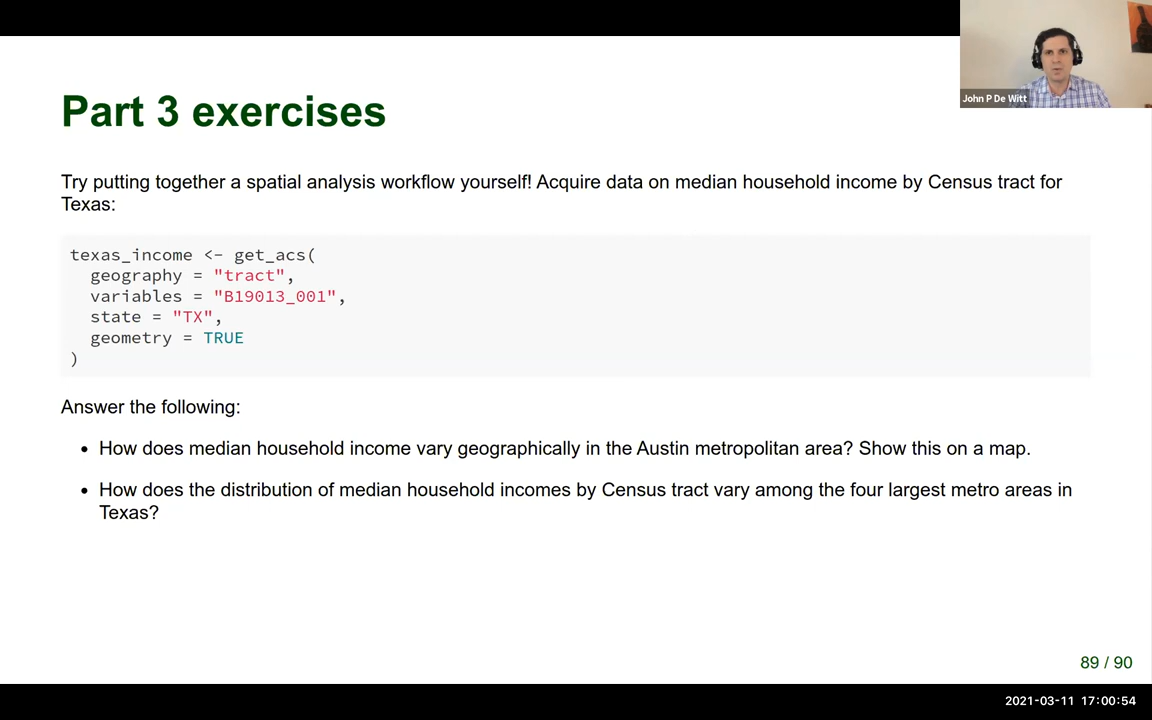 John P De Witt
Part 3 exercises
Try putting together a spatial analysis workflow yourself! Acquire data on median household income by Census tract for
Texas:
texas_income <- get_acs(
  geography = "tract",
  variables = "B19013_001",
  state = "TX",
  geometry = TRUE
)
Answer the following:
• How does median household income vary geographically in the Austin metropolitan area? Show this on a map.
• How does the distribution of median household incomes by Census tract vary among the four largest metro areas in
Texas?
89 / 90
2021-03-11 17:00:54